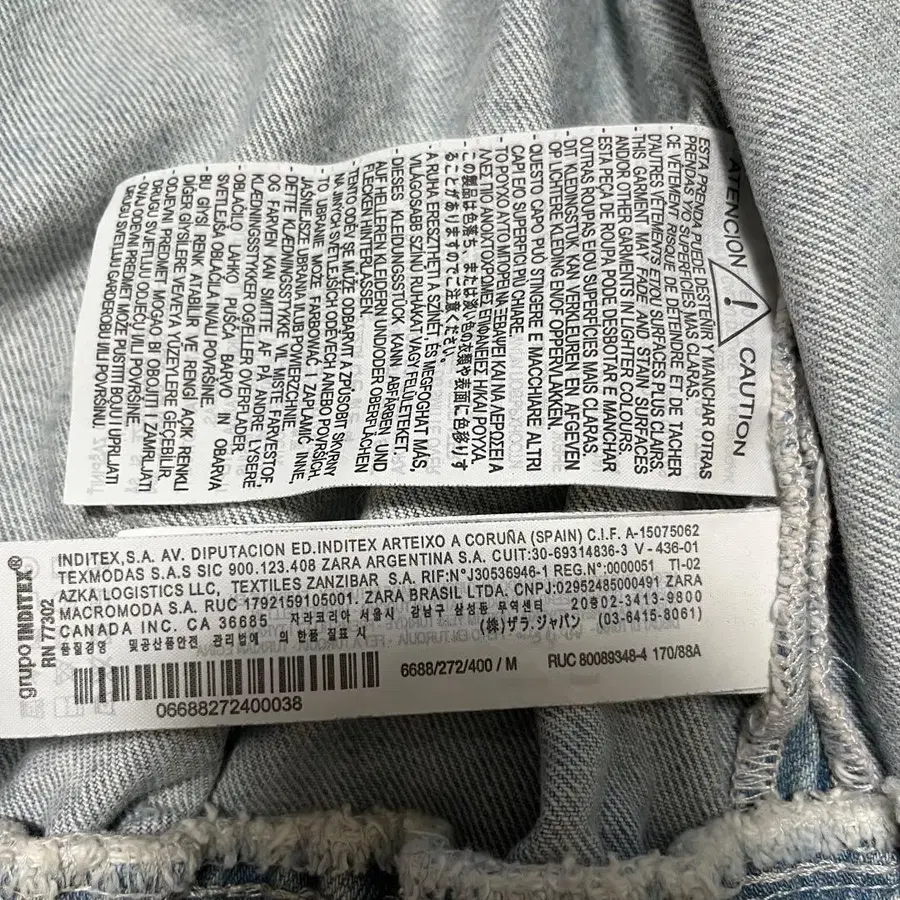 ATENCION CAUTION
ESTA PRENDA PUEDE DESTEÑIR Y MANCHAR OTRAS
PRENDAS Y/O SUPERFICIES MAS CLARAS.
CE VETEMENT RISQUE DE DETEINDRE ET DE TACHER
D'AUTRES VETEMENTS ET/OU SURFACES PLUS CLAIRS.
THIS GARMENT MAY FADE AND STAIN SURFACES
AND/OR OTHER GARMENTS IN LIGHTER COLOURS.
ESTA PEÇA DE ROUPA PODE DESBOTAR E MANCHAR
OUTRAS ROUPAS E/OU SUPERFÍCIES MAIS CLARAS.
DIT KLEDINGSTUK KAN VERKLEUREN EN AFGEVEN
OP LICHTERE KLEDING EN/OF OPPERVLAKKEN.
QUESTO CAPO PUÒ STINGERE E MACCHIARE ALTRI
CAPI E/O SUPERFICI PIU CHIARE.
ΤΟ ΡΟΥΧΟ ΑΥΤΟ ΜΠΟΡΕΙ ΝΑ ΞΕΒΑΨΕΙ ΚΑΙ ΝΑ ΛΕΡΩΣΕΙ Α
ΛΛΕΣ ΠΙΟ ΑΝΟΙΚΤΟΧΡΩΜΕΣ ΕΠΙΦΑΝΕΙΕΣ Η/ΚΑΙ ΡΟΥΧΑ.
この製品は色落ち、または淡い色の衣類や表面に色移りす
ることがありますのでご注意ください。
A RUHA ERESZTHETI A SZÍNÉT, ÉS MEGFOGHAT MÁS,
VILÁGOSABB SZÍNŰ RUHÁKAT VAGY FELÜLETEKET.
DIESES KLEIDUNGSSTÜCK KANN ABFÄRBEN UND
AUF HELLEREN KLEIDERN UND/ODER OBERFLÄCHEN
FLECKEN HINTERLASSEN.
TENTO ODĚV SE MŮŽE ODBARVIT A ZPŮSOBIT SKVRNY
NA JINÝCH SVĚTLEJŠÍCH ODĚVECH ANEBO POVRŠÍCH.
TO UBRANIE MOŻE FARBOWAĆ I ZAPLAMIĆ INNE,
JAŚNIEJSZE UBRANIA I/LUB POWIERZCHNIE.
DETTE KLÆDNINGSSTYKKE VIL MISTE FARVESTOF,
OG FARVEN KAN SMITTE AF PÅ ANDRE LYSERE
KLÆDNINGSSTYKKER OG/ELLER OVERFLADER.
OBLAČILO LAHKO PUŠČA BARVO IN OBARVA
SVETLEJŠA OBLAČILA IN/ALI POVRŠINE.
BU GİYSİ RENK ATABİLİR VE RENGİ AÇIK RENKLİ
DİĞER GİYSİLERE VE/VEYA YÜZEYLERE GEÇEBİLİR.
ODJEVNI PREDMET MOGAO BI OBOJITI I ZAMRLJATI
DRUGU SVJETLIJU ODJEĆU I/ILI POVRŠINU.
OVAJ ODEVNI PREDMET MOŽE PUSTITI BOJU I UPRLJATI
DRUGU SVETLIJU GARDEROBU I/ILI POVRŠINU.
grupo INDITEX®
RN 77302
INDITEX,S.A. AV. DIPUTACION ED.INDITEX ARTEIXO A CORUÑA (SPAIN) C.I.F. A-15075062
TEXMODAS S.A.S SIC 900.123.408 ZARA ARGENTINA S.A. CUIT:30-69314836-3 V-436-01
AZKA LOGISTICS LLC, TEXTILES ZANZIBAR S.A. RIF:N°J30536946-1 REG.N°:0000051 TI-02
MACROMODA S.A. RUC 1792159105001. ZARA BRASIL LTDA. CNPJ:02952485000491 ZARA
CANADA INC. CA 36685 자라코리아 서울시 강남구 삼성동 무역센터 20층02-3413-9800
품질경영 및공산품안전 관리법에 의한품질표시 (株)ザラ・ジャパン (03-6415-8061)
6688/272/400 / M RUC 80089348-4 170/88A
06688272400038